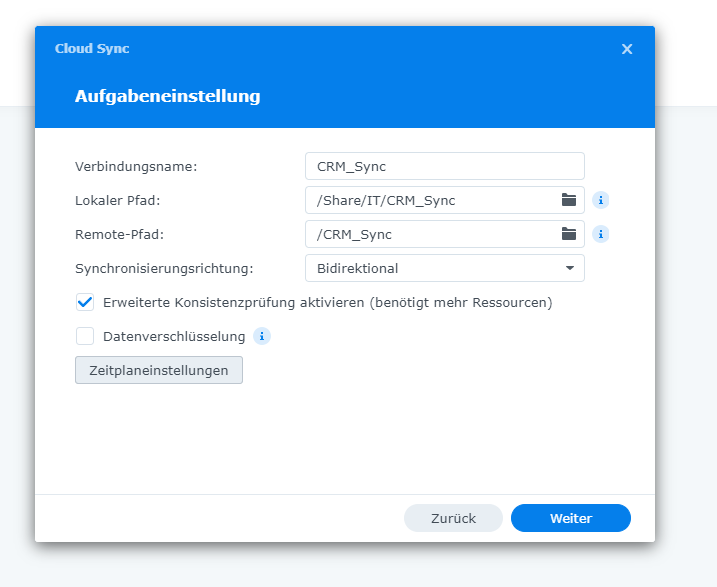 Cloud Sync
Aufgabeneinstellung
Verbindungsname: CRM_Sync
Lokaler Pfad: /Share/IT/CRM_Sync
Remote-Pfad: /CRM_Sync
Synchronisierungsrichtung: Bidirektional
Erweiterte Konsistenzprüfung aktivieren (benötigt mehr Ressourcen)
Datenverschlüsselung
Zeitplaneinstellungen
Zurück Weiter